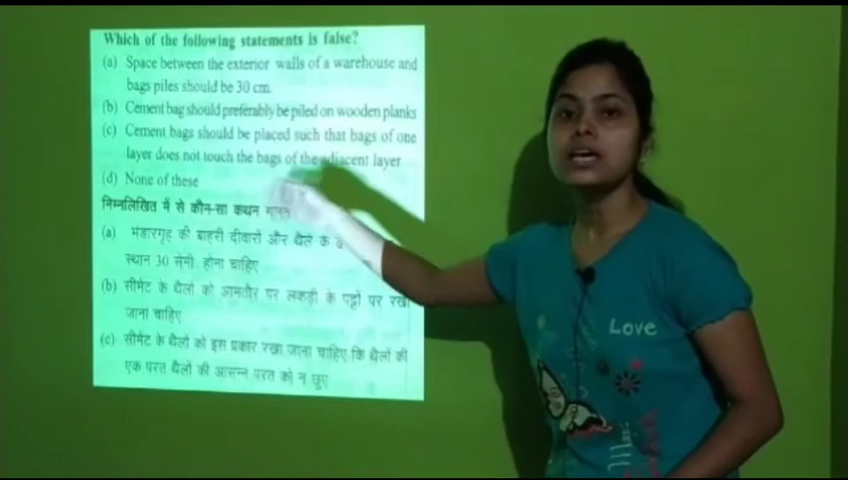 Which of the following statements is false?
(a) Space between the exterior walls of a warehouse and
bags piles should be 30 cm.
(b) Cement bag should preferably be piled on wooden planks
(c) Cement bags should be placed such that bags of one
layer does not touch the bags of the adjacent layer
(d) None of these
निम्नलिखित में से कौन-सा कथन
(a) भंडारगृह की बाहरी दीवारों और थैले के
स्थान 30 सेमी. होना चाहिए
(b) सीमेंट के थैलों को आमतौर पर लकड़ी के पट्टों पर रखा
जाना चाहिए
(c) सीमेंट के थैलों को इस प्रकार रखा जाना चाहिए कि थैलों की
एक परत थैलों की आसन्न परत को न छुए
Love